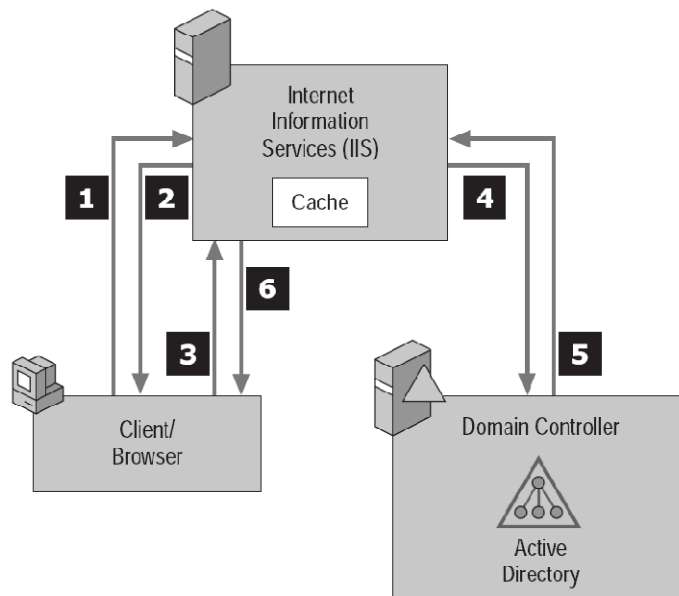 Internet
Information
Services (IIS)
Cache
1
2
4
6
3
5
Client/
Browser
Domain Controller
Active
Directory